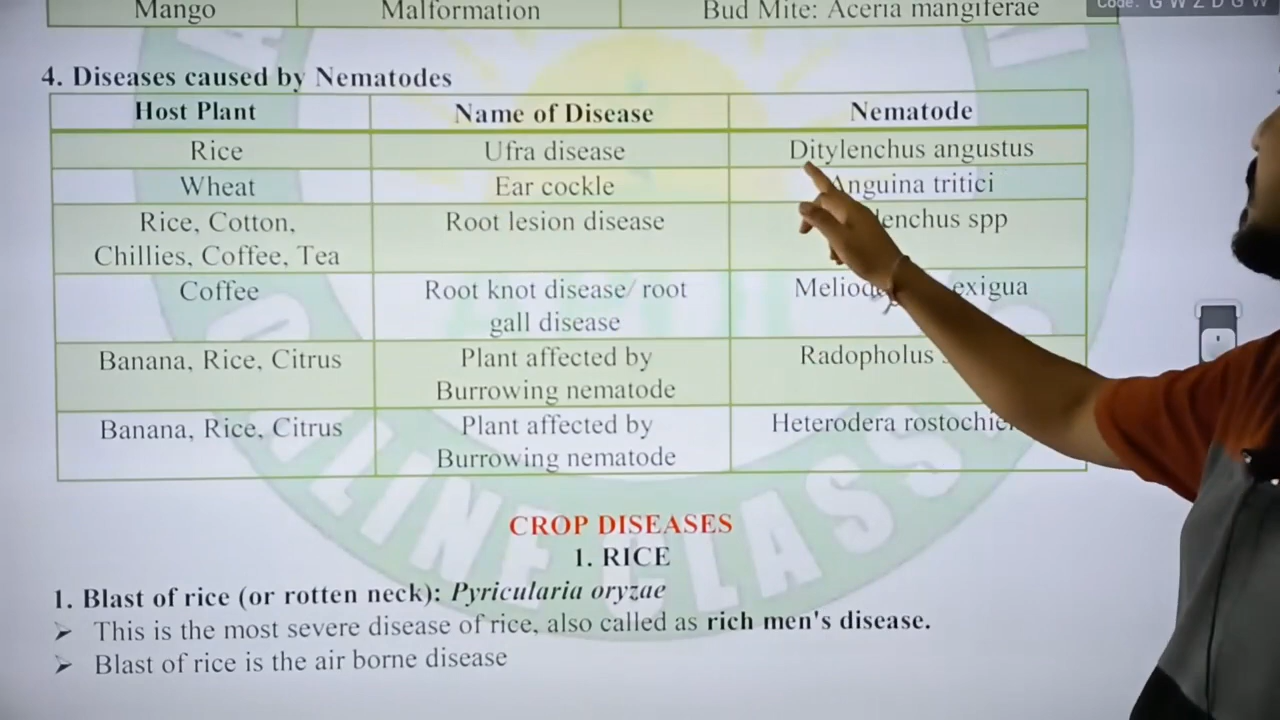 Mango Malformation Bud Mite: Aceria mangiferae
Code: G W Z D G W
4. Diseases caused by Nematodes
Host Plant Name of Disease Nematode
Rice Ufra disease Ditylenchus angustus
Wheat Ear cockle Anguina tritici
Rice, Cotton, Root lesion disease spp
Chillies, Coffee, Tea
Coffee Root knot disease/ root exigua
gall disease
Banana, Rice, Citrus Plant affected by Radopholus
Burrowing nematode
Banana, Rice, Citrus Plant affected by Heterodera
Burrowing nematode
CROP DISEASES
1. RICE
1. Blast of rice (or rotten neck): Pyricularia oryzae
➤ This is the most severe disease of rice, also called as rich men's disease.
➤ Blast of rice is the air borne disease